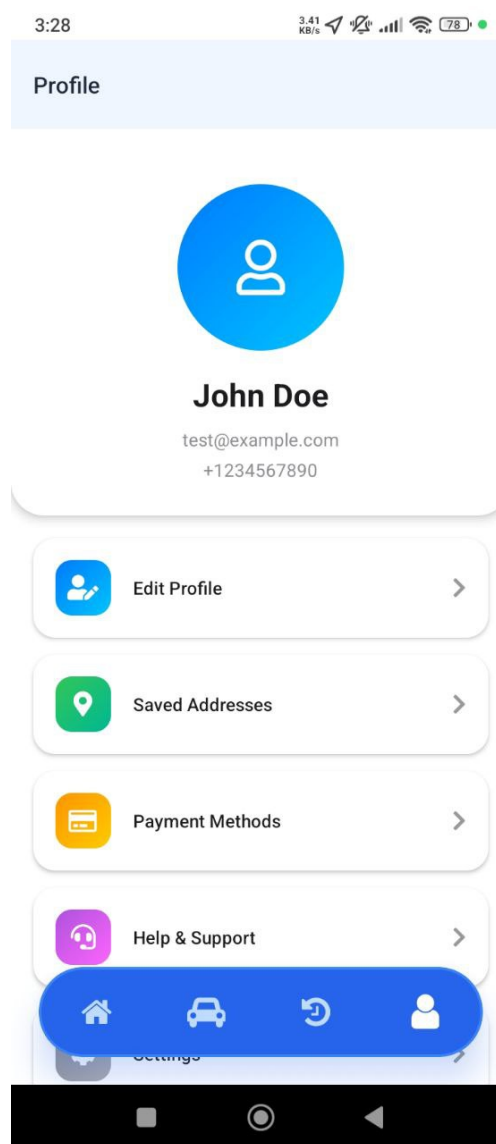 3:28
3.41
KB/s
78
Profile
John Doe
test@example.com
+1234567890
Edit Profile
Saved Addresses
Payment Methods
Help & Support
Settings